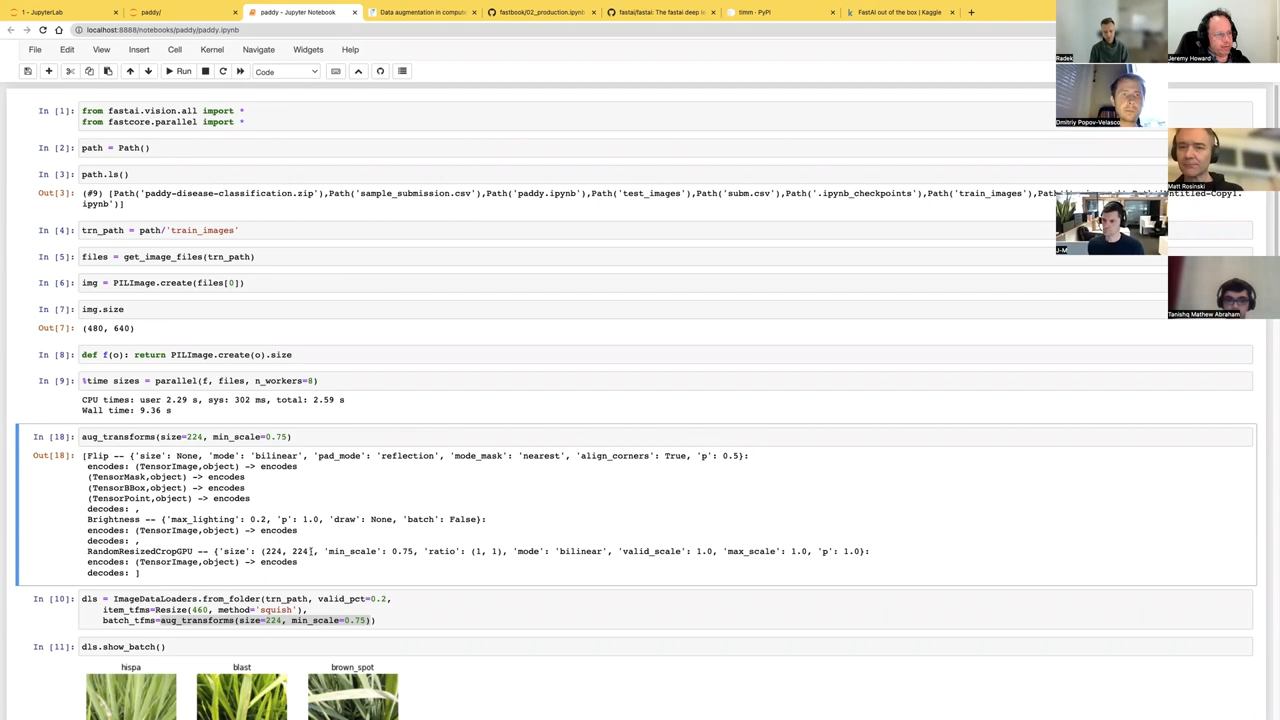 1 - JupyterLab
paddy/
paddy - Jupyter Notebook
Data augmentation in comput
fastbook/02_production.ipynb
fastai/fastai: The fastai deep le
timm · PyPI
FastAI out of the box | Kaggle
localhost:8888/notebooks/paddy/paddy.ipynb
File Edit View Insert Cell Kernel Navigate Widgets Help
Run
Code
Radek
Jeremy Howard
Dmitriy Popov-Velasco
Matt Rosinski
J-M
Tanishq Mathew Abraham
In [1]: from fastai.vision.all import *
from fastcore.parallel import *
In [2]: path = Path()
In [3]: path.ls()
Out[3]: (#9) [Path('paddy-disease-classification.zip'),Path('sample_submission.csv'),Path('paddy.ipynb'),Path('test_images'),Path('subm.csv'),Path('.ipynb_checkpoints'),Path('train_images'),Path
titled-Copy1.
ipynb')]
In [4]: trn_path = path/'train_images'
In [5]: files = get_image_files(trn_path)
In [6]: img = PILImage.create(files[0])
In [7]: img.size
Out[7]: (480, 640)
In [8]: def f(o): return PILImage.create(o).size
In [9]: %time sizes = parallel(f, files, n_workers=8)
CPU times: user 2.29 s, sys: 302 ms, total: 2.59 s
Wall time: 9.36 s
In [18]: aug_transforms(size=224, min_scale=0.75)
Out[18]: [Flip -- {'size': None, 'mode': 'bilinear', 'pad_mode': 'reflection', 'mode_mask': 'nearest', 'align_corners': True, 'p': 0.5}:
encodes: (TensorImage,object) -> encodes
(TensorMask,object) -> encodes
(TensorBBox,object) -> encodes
(TensorPoint,object) -> encodes
decodes: ,
Brightness -- {'max_lighting': 0.2, 'p': 1.0, 'draw': None, 'batch': False}:
encodes: (TensorImage,object) -> encodes
decodes: ,
RandomResizedCropGPU -- {'size': (224, 224), 'min_scale': 0.75, 'ratio': (1, 1), 'mode': 'bilinear', 'valid_scale': 1.0, 'max_scale': 1.0, 'p': 1.0}:
encodes: (TensorImage,object) -> encodes
decodes: ]
In [10]: dls = ImageDataLoaders.from_folder(trn_path, valid_pct=0.2,
item_tfms=Resize(460, method='squish'),
batch_tfms=aug_transforms(size=224, min_scale=0.75))
In [11]: dls.show_batch()
hispa blast brown_spot